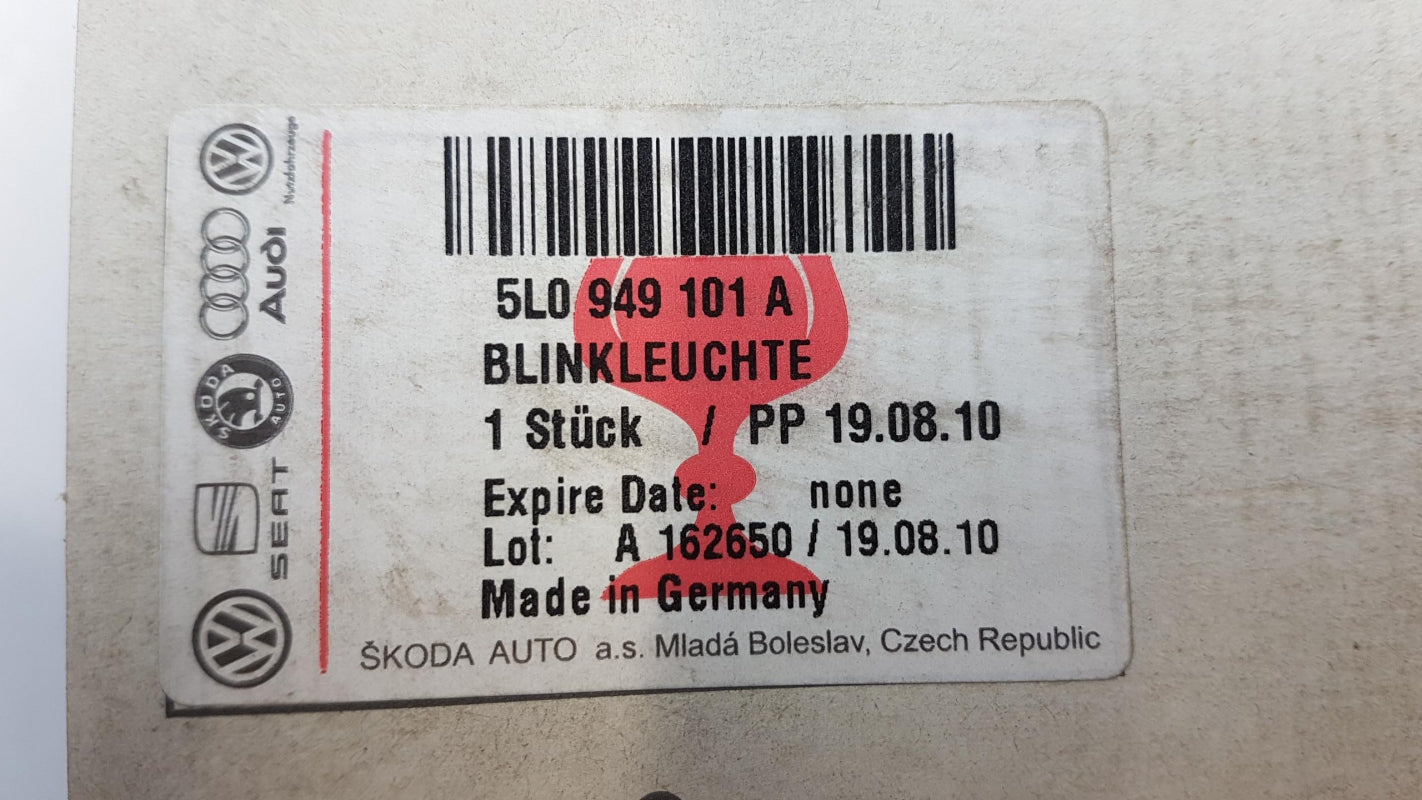 5L0 949 101 A
BLINKLEUCHTE
1 Stück / PP 19.08.10
Expire Date: none
Lot: A 162650 / 19.08.10
Made in Germany
ŠKODA AUTO a.s. Mladá Boleslav, Czech Republic
Nutzfahrzeuge
Audi
ŠKODA AUTO
SEAT